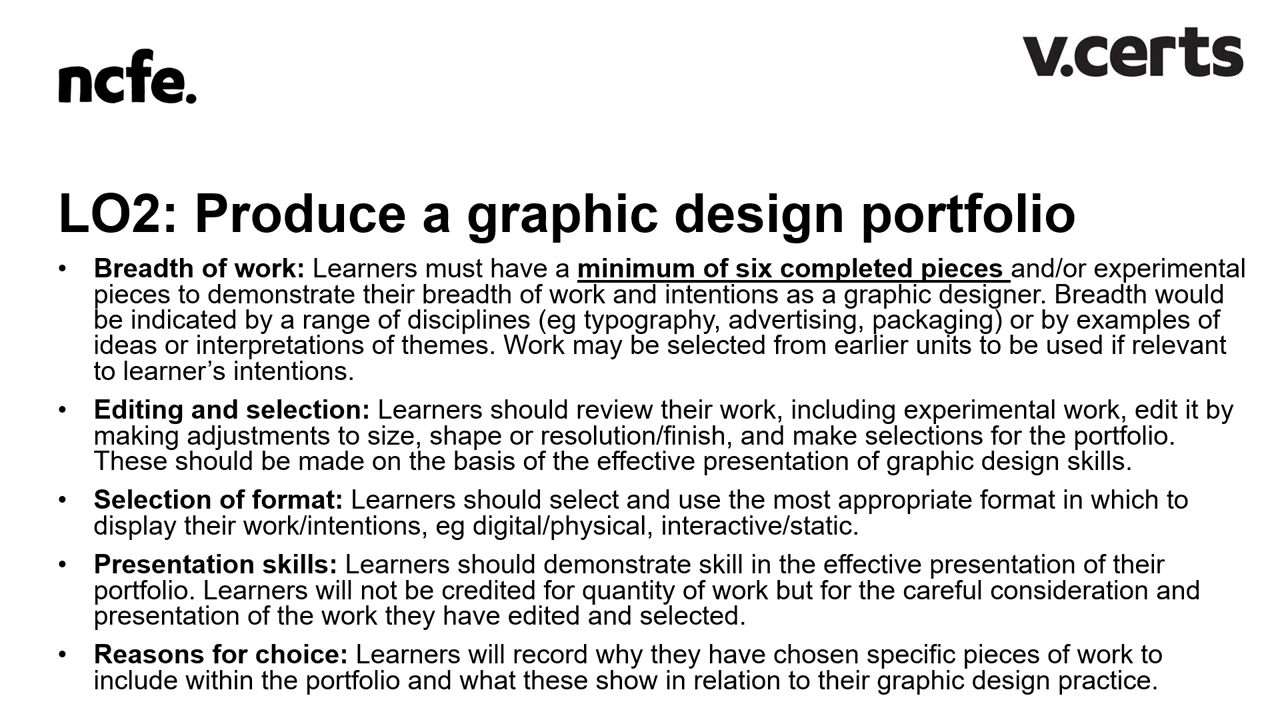 ncfe.
v.certs
LO2: Produce a graphic design portfolio
• Breadth of work: Learners must have a minimum of six completed pieces and/or experimental
pieces to demonstrate their breadth of work and intentions as a graphic designer. Breadth would
be indicated by a range of disciplines (eg typography, advertising, packaging) or by examples of
ideas or interpretations of themes. Work may be selected from earlier units to be used if relevant
to learner’s intentions.
• Editing and selection: Learners should review their work, including experimental work, edit it by
making adjustments to size, shape or resolution/finish, and make selections for the portfolio.
These should be made on the basis of the effective presentation of graphic design skills.
• Selection of format: Learners should select and use the most appropriate format in which to
display their work/intentions, eg digital/physical, interactive/static.
• Presentation skills: Learners should demonstrate skill in the effective presentation of their
portfolio. Learners will not be credited for quantity of work but for the careful consideration and
presentation of the work they have edited and selected.
• Reasons for choice: Learners will record why they have chosen specific pieces of work to
include within the portfolio and what these show in relation to their graphic design practice.